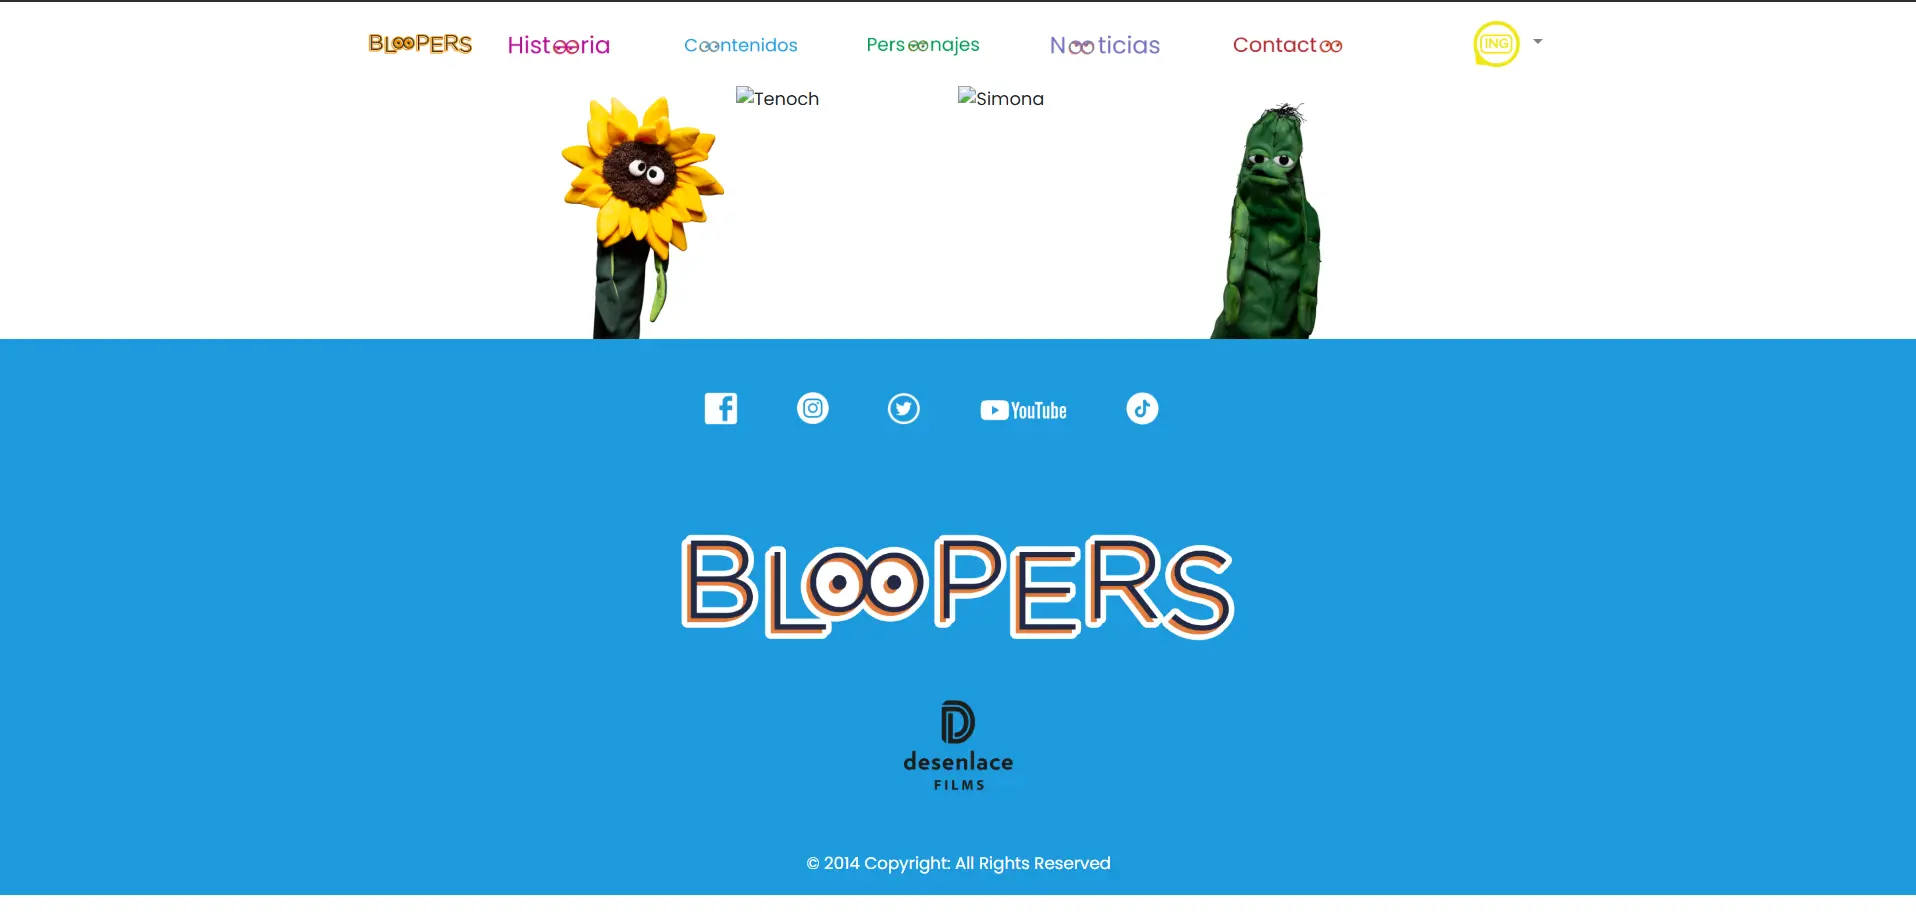 BLOOPERS Histooria Coontenidos Persoonajes Nooticias Contactoo ING
Tenoch Simona
YouTube
BLOOPERS
desenlace
FILMS
© 2014 Copyright: All Rights Reserved